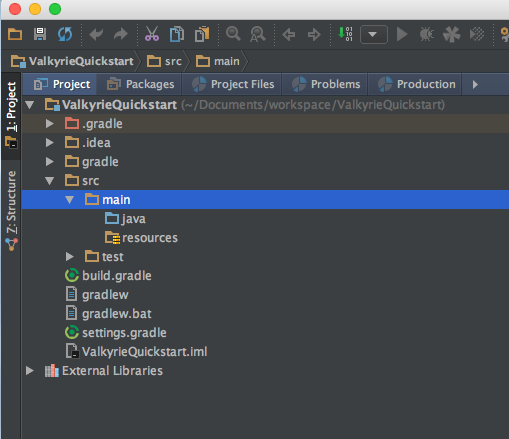 ValkyrieQuickstart src main
Project Packages Project Files Problems Production
1: Project
Z: Structure
ValkyrieQuickstart (~/Documents/workspace/ValkyrieQuickstart)
.gradle
.idea
gradle
src
main
java
resources
test
build.gradle
gradlew
gradlew.bat
settings.gradle
ValkyrieQuickstart.iml
External Libraries